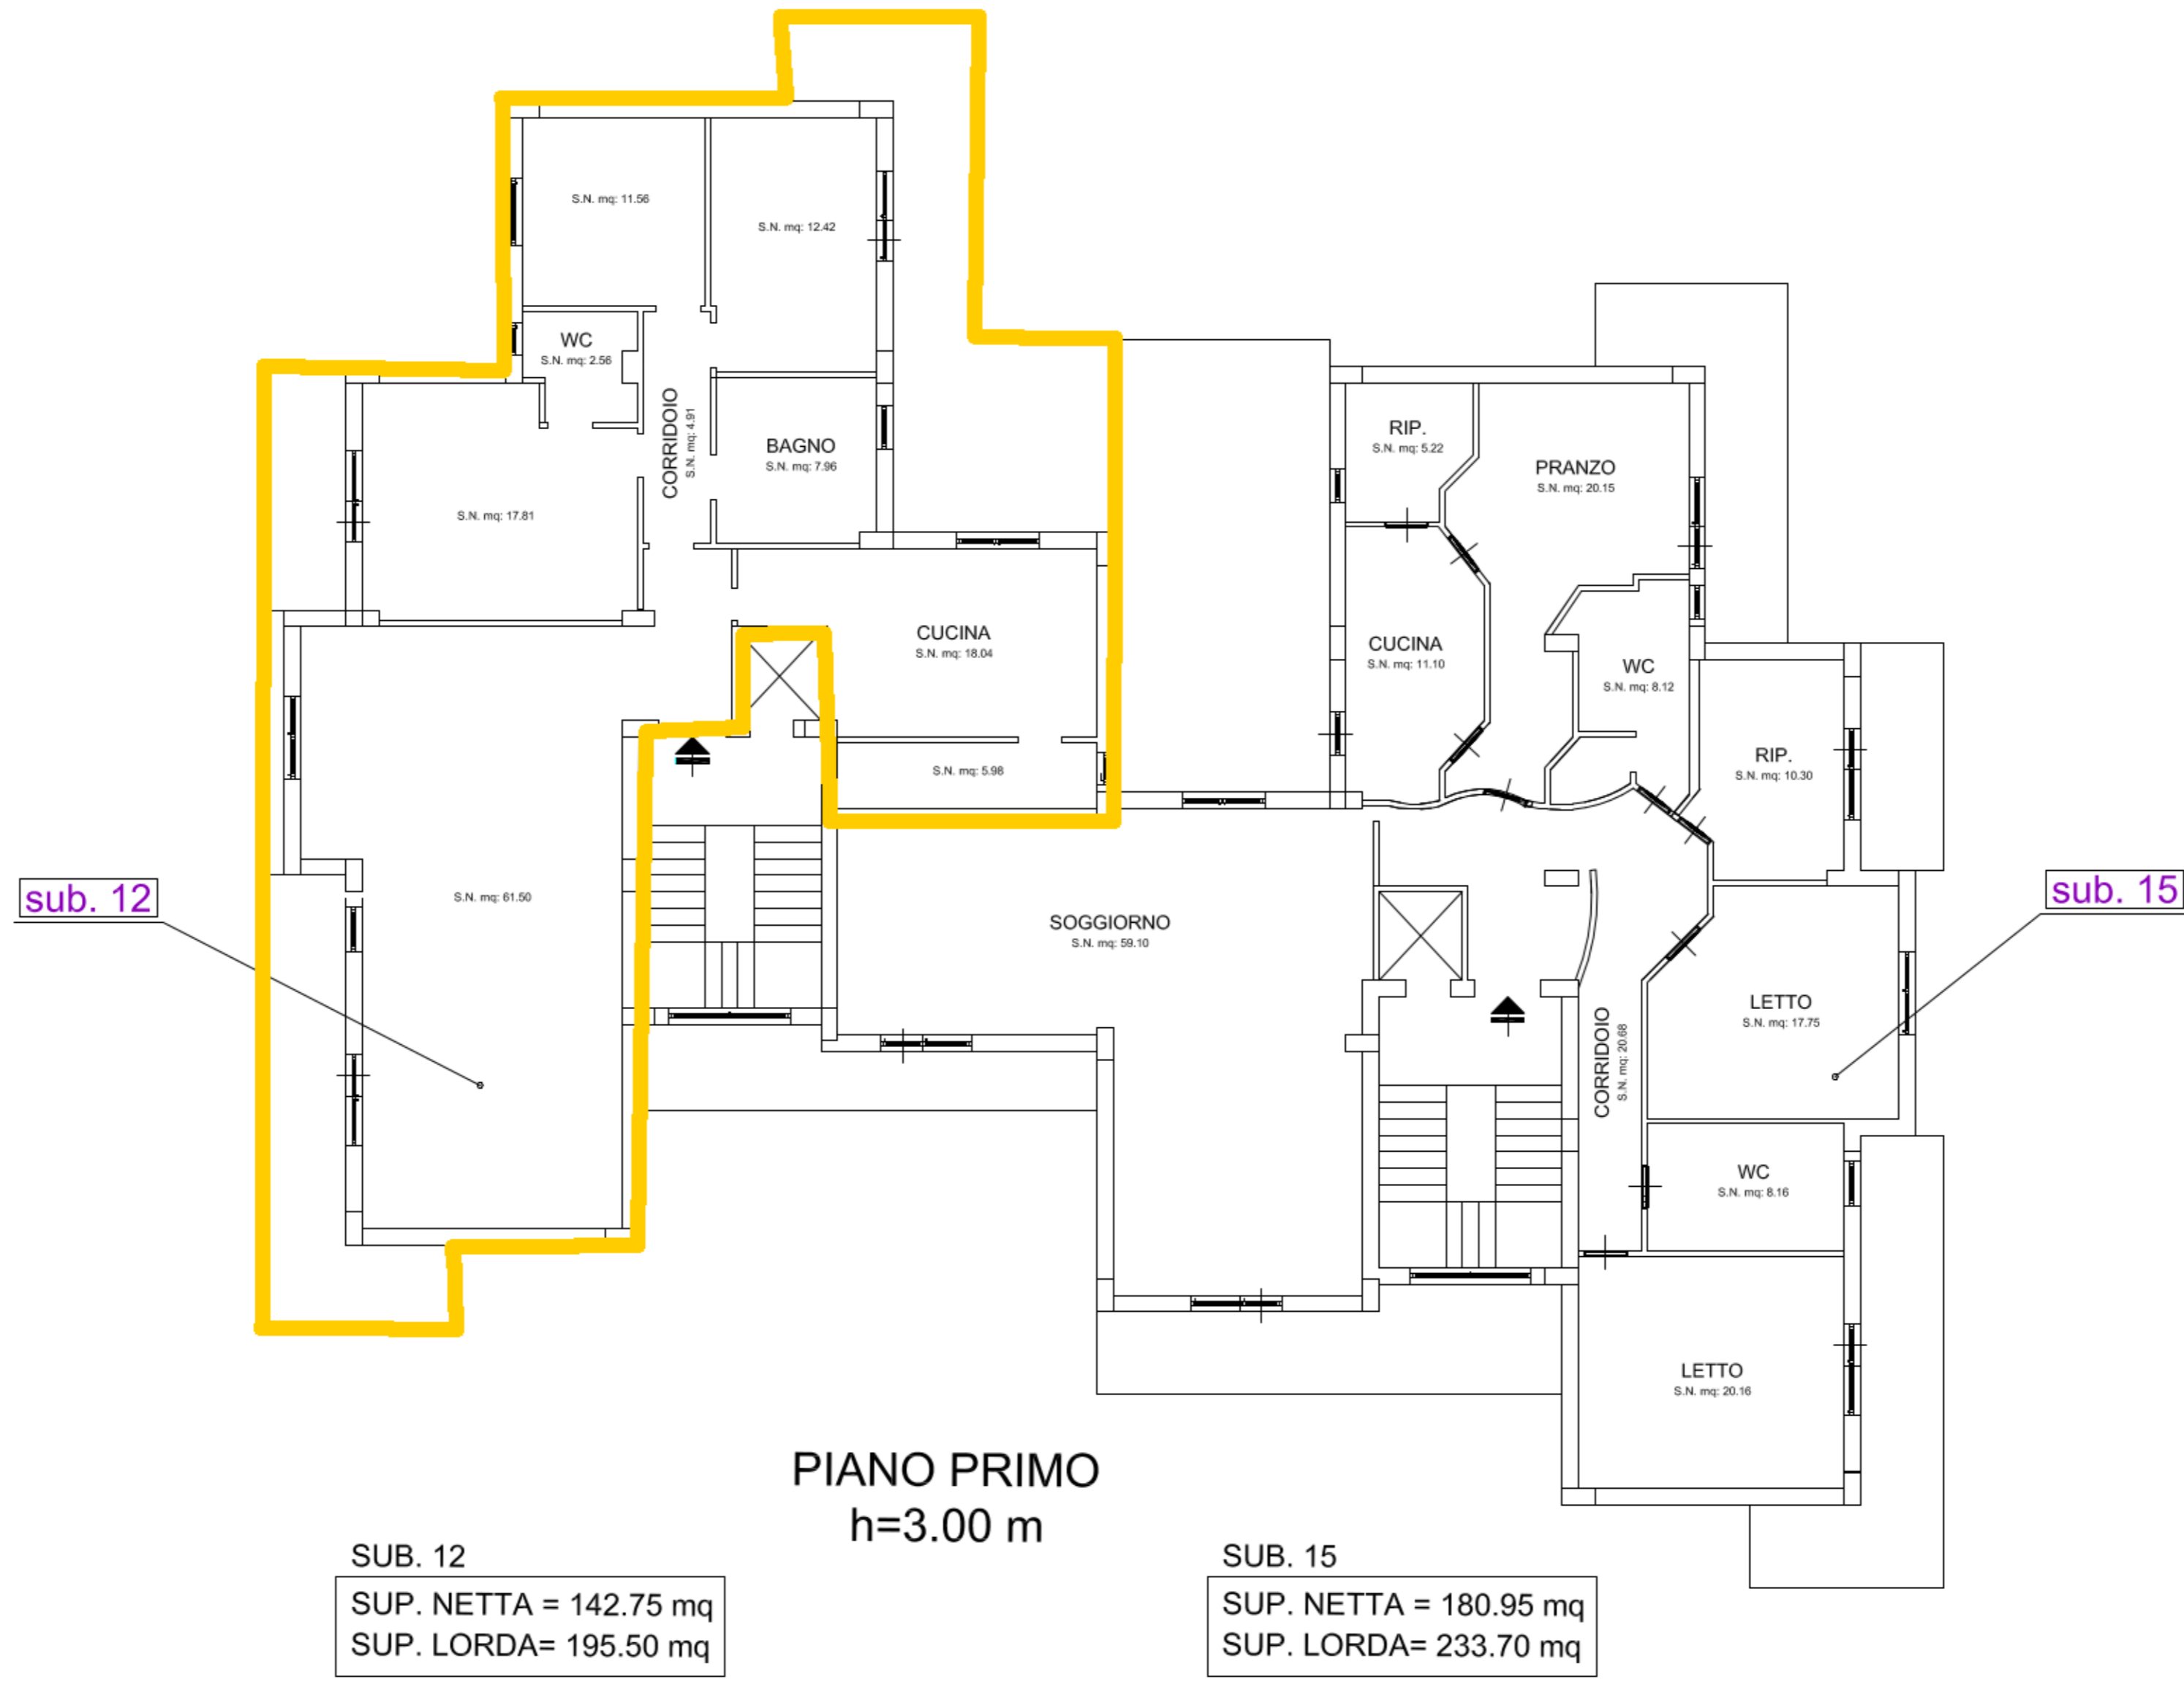 S.N. mq: 11.56
S.N. mq: 12.42
WC
S.N. mq: 2.56
CORRIDOIO
S.N. mq: 4.91
BAGNO
S.N. mq: 7.96
S.N. mq: 17.81
CUCINA
S.N. mq: 18.04
S.N. mq: 5.98
S.N. mq: 61.50
sub. 12
RIP.
S.N. mq: 5.22
PRANZO
S.N. mq: 20.15
CUCINA
S.N. mq: 11.10
WC
S.N. mq: 8.12
RIP.
S.N. mq: 10.30
SOGGIORNO
S.N. mq: 59.10
sub. 15
LETTO
S.N. mq: 17.75
CORRIDOIO
S.N. mq: 20.68
WC
S.N. mq: 8.16
LETTO
S.N. mq: 20.16
PIANO PRIMO
h=3.00 m
SUB. 12
SUP. NETTA = 142.75 mq
SUP. LORDA= 195.50 mq
SUB. 15
SUP. NETTA = 180.95 mq
SUP. LORDA= 233.70 mq